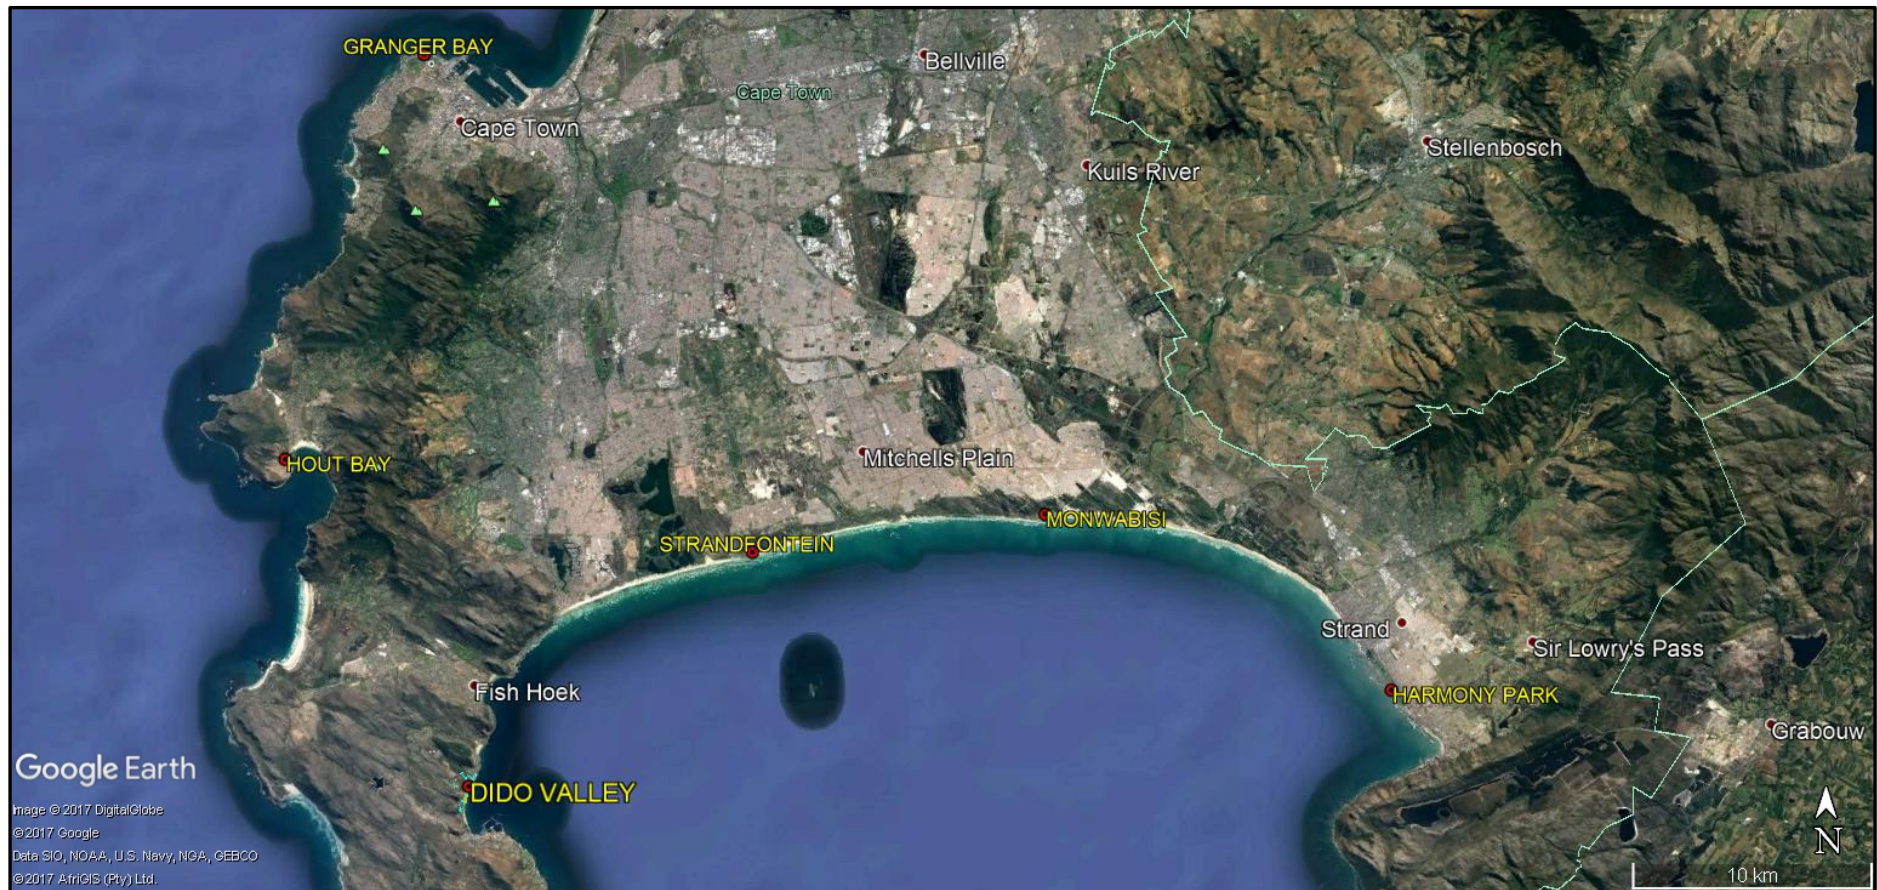 GRANGER BAY
Bellville
Cape Town
Cape Town
Stellenbosch
Kuils River
HOUT BAY
Mitchells Plain
MONWABISI
STRANDFONTEIN
Strand
Sir Lowry's Pass
Fish Hoek
HARMONY PARK
Grabouw
Google Earth
DIDO VALLEY
Image © 2017 DigitalGlobe
© 2017 Google
Data SIO, NOAA, U.S. Navy, NGA, GEBCO
© 2017 AfriGIS (Pty) Ltd.
N
10 km